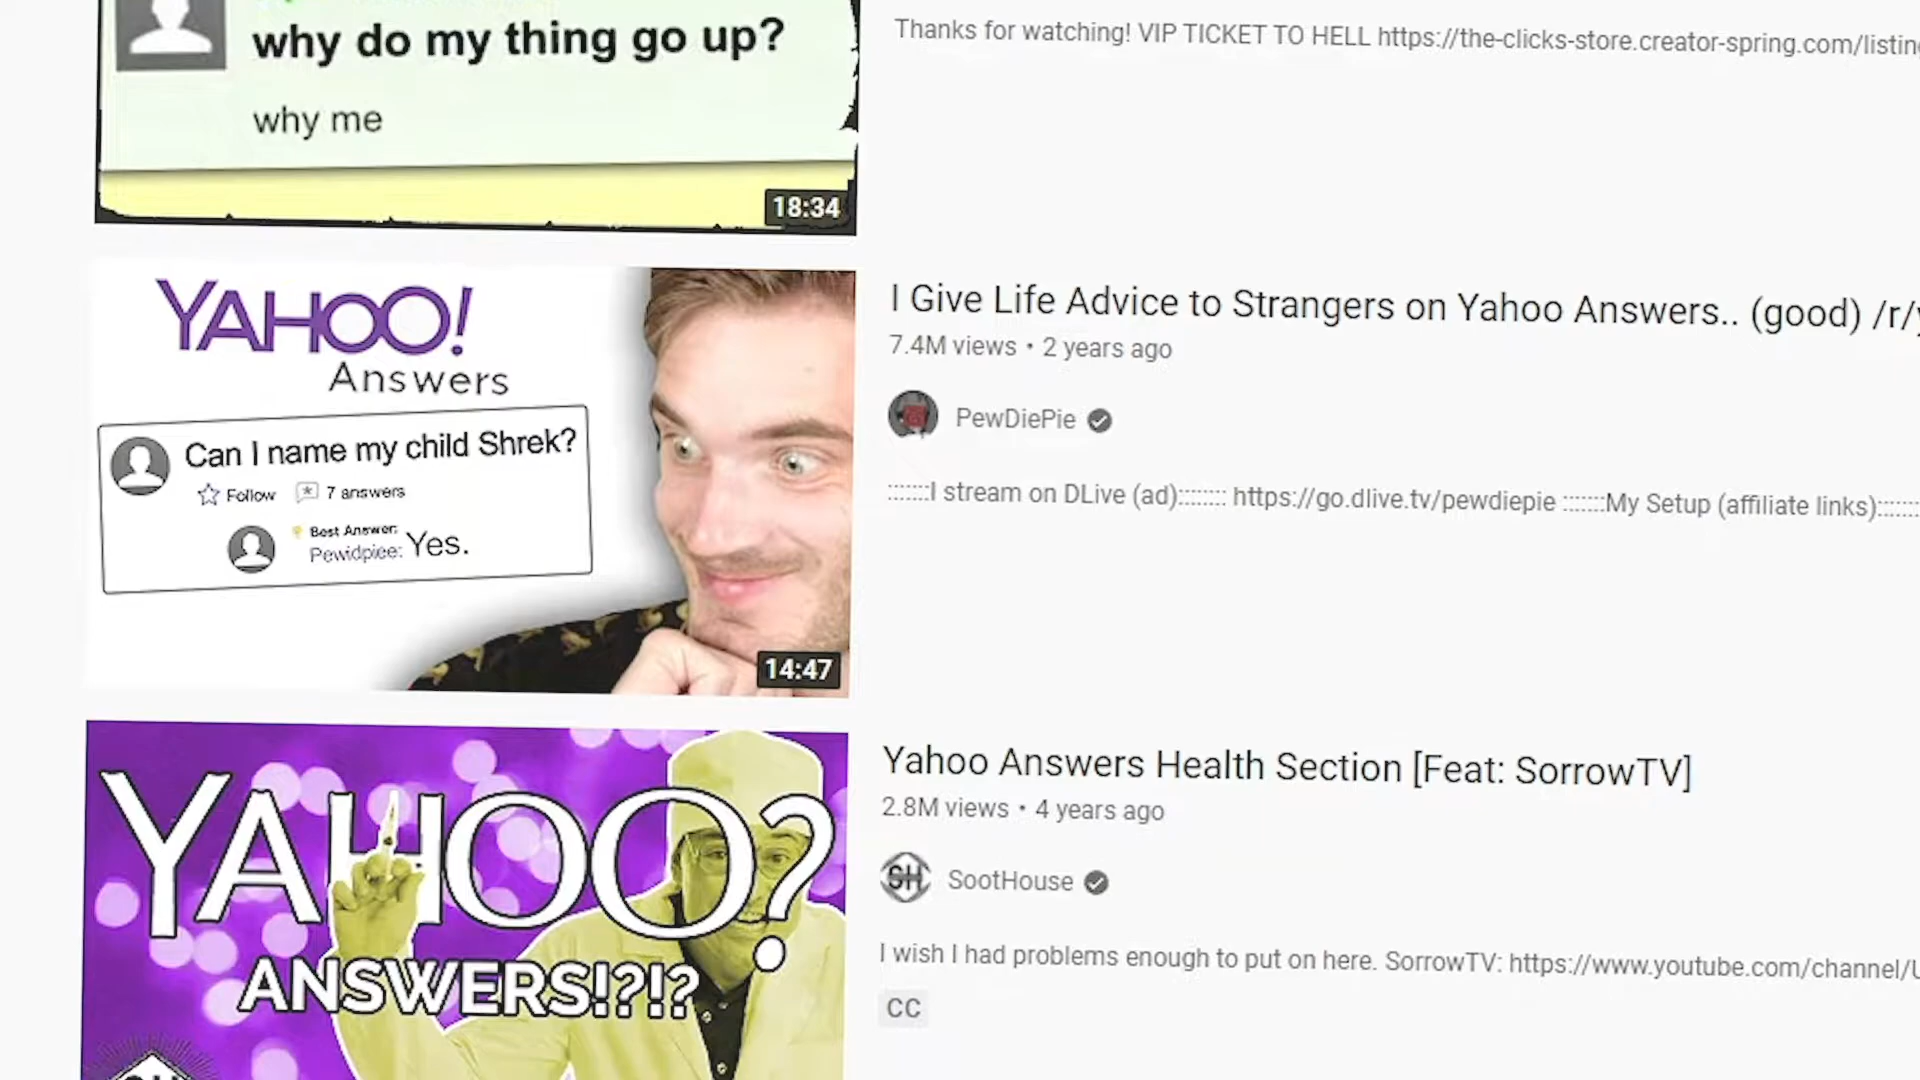 why do my thing go up?
why me
18:34
Thanks for watching! VIP TICKET TO HELL https://the-clicks-store.creator-spring.com/listin
YAHOO!
Answers
Can I name my child Shrek?
Follow 7 answers
Best Answer:
Pewidpiee: Yes.
14:47
I Give Life Advice to Strangers on Yahoo Answers.. (good) /r/y
7.4M views • 2 years ago
PewDiePie
::::::I stream on DLive (ad)::::::: https://go.dlive.tv/pewdiepie ::::::My Setup (affiliate links)::::::
YAHOO?
ANSWERS!?!?
Yahoo Answers Health Section [Feat: SorrowTV]
2.8M views • 4 years ago
SH
SootHouse
I wish I had problems enough to put on here. SorrowTV: https://www.youtube.com/channel/U
CC